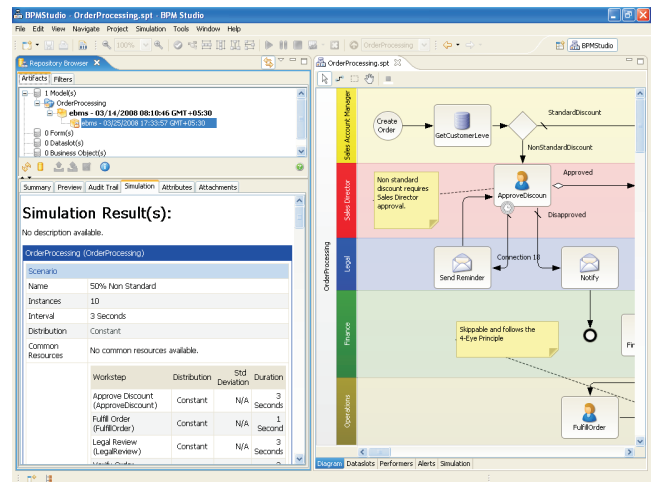 BPMStudio - OrderProcessing.spt - BPM Studio
File Edit View Navigate Project Simulation Tools Window Help
100% OrderProcessing BPMStudio
Repository Browser
Artifacts Filters
1 Model(s)
OrderProcessing
ebms - 03/14/2008 08:10:46 GMT+05:30
ebms - 03/25/2008 17:33:57 GMT+05:30
0 Form(s)
0 Dataslot(s)
0 Business Object(s)
Summary Preview Audit Trail Simulation Attributes Attachments
Simulation Result(s):
No description available.
OrderProcessing (OrderProcessing)
Scenario
Name 50% Non Standard
Instances 10
Interval 3 Seconds
Distribution Constant
Common Resources No common resources available.
Workstep Distribution Std Deviation Duration
Approve Discount (ApproveDiscount) Constant N/A 3 Seconds
Fulfill Order (FulfillOrder) Constant N/A 1 Second
Legal Review (LegalReview) Constant N/A 3 Seconds
OrderProcessing.spt
OrderProcessing
Sales Account Manager
Create Order
GetCustomerLeve
StandardDiscount
NonStandardDiscount
Sales Director
Non standard
discount requires
Sales Director
approval.
ApproveDiscoun
Approved
Disapproved
Legal
Send Reminder
Connection 18
Notify
Finance
Skippable and follows the
4-Eye Principle
Fin
Operations
FulfillOrder
Diagram Dataslots Performers Alerts Simulation